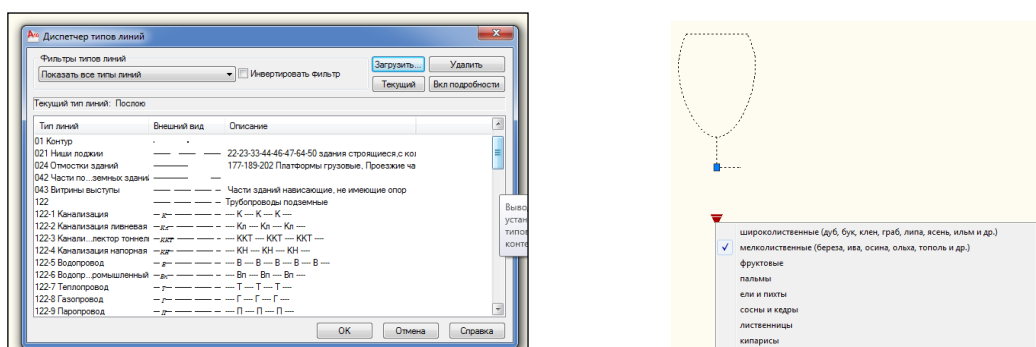 Диспетчер типов линий
Фильтры типов линий
Показать все типы линий
Инвертировать фильтр
Загрузить... Удалить
Текущий Вкл подробности
Текущий тип линий: Послою
Тип линий Внешний вид Описание
01 Контур
021 Ниши лоджии 22-23-33-44-46-47-64-50 здания строящиеся,с кол
024 Отмостки зданий 177-189-202 Платформы грузовые, Проезжие ча
042 Части по...земных здани
043 Витрины выступы Части зданий нависающие, не имеющие опор
122 Трубопроводы подземные
122-1 Канализация К ---- К ---- К ----
122-2 Канализация ливневая ---- Кл ---- Кл ---- Кл ----
122-3 Канали...лектор тоннел ККТ ---- ККТ ---- ККТ ----
122-4 Канализация напорная ---- КН ---- КН ---- КН ----
122-5 Водопровод ---- В ---- В ---- В ---- В ---- В
122-6 Водопр...ромышленный ---- Вп ---- Вп ---- Вп ----
122-7 Теплопровод ---- Т ---- Т ---- Т ----
122-8 Газопровод ---- Г ---- Г ---- Г ----
122-9 Паропровод ---- П ---- П ---- П ----
Выво
устан
типо
конте
OK Отмена Справка
широколиственные (дуб, бук, клен, граб, липа, ясень, ильм и др.)
мелколиственные (береза, ива, осина, ольха, тополь и др.)
фруктовые
пальмы
ели и пихты
сосны и кедры
лиственницы
кипарисы